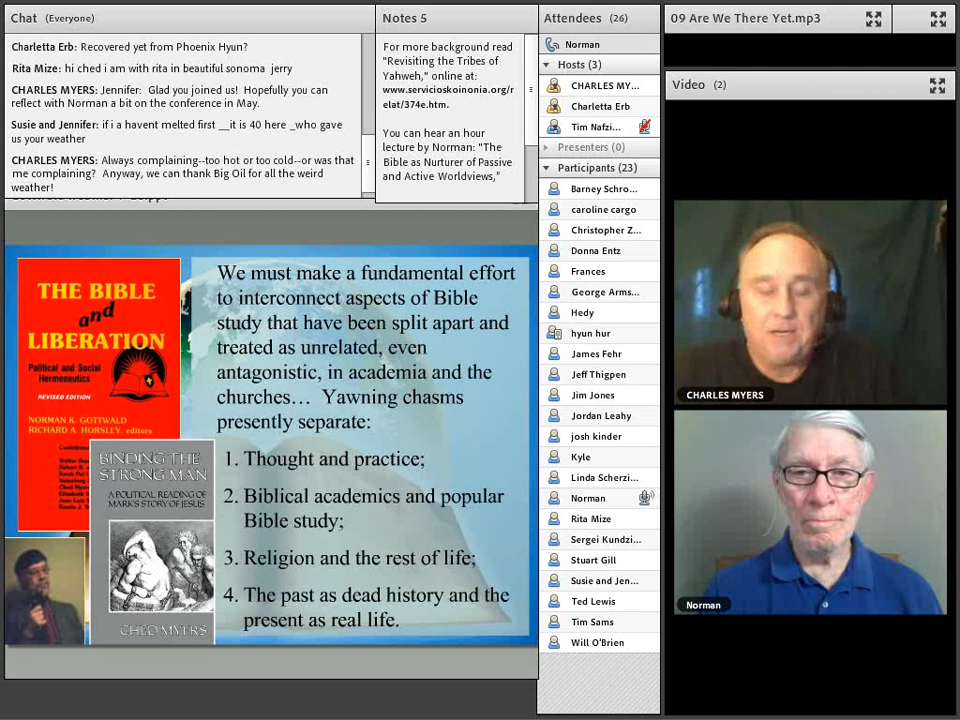 Chat (Everyone)
Charletta Erb: Recovered yet from Phoenix Hyun?
Rita Mize: hi ched i am with rita in beautiful sonoma jerry
CHARLES MYERS: Jennifer: Glad you joined us! Hopefully you can
reflect with Norman a bit on the conference in May.
Susie and Jennifer: if i a havent melted first __it is 40 here _who gave
us your weather
CHARLES MYERS: Always complaining--too hot or too cold--or was that
me complaining? Anyway, we can thank Big Oil for all the weird
weather!
Notes 5
For more background read
"Revisiting the Tribes of
Yahweh," online at:
www.servicioskoinonia.org/r
elat/374e.htm.
You can hear an hour
lecture by Norman: "The
Bible as Nurturer of Passive
and Active Worldviews,"
THE BIBLE
and
LIBERATION
Political and Social
Hermeneutics
REVISED EDITION
NORMAN K. GOTTWALD
RICHARD A. HORSLEY, editors
BINDING THE
STRONG MAN
A POLITICAL READING OF
MARK'S STORY OF JESUS
CHED MYERS
We must make a fundamental effort
to interconnect aspects of Bible
study that have been split apart and
treated as unrelated, even
antagonistic, in academia and the
churches… Yawning chasms
presently separate:
1. Thought and practice;
2. Biblical academics and popular
Bible study;
3. Religion and the rest of life;
4. The past as dead history and the
present as real life.
Attendees (26)
Norman
Hosts (3)
CHARLES MY...
Charletta Erb
Tim Nafzi...
Presenters (0)
Participants (23)
Barney Schro...
caroline cargo
Christopher Z...
Donna Entz
Frances
George Arms...
Hedy
hyun hur
James Fehr
Jeff Thigpen
Jim Jones
Jordan Leahy
josh kinder
Kyle
Linda Scherzi...
Norman
Rita Mize
Sergei Kundzi...
Stuart Gill
Susie and Jen...
Ted Lewis
Tim Sams
Will O'Brien
09 Are We There Yet.mp3
Video (2)
CHARLES MYERS
Norman